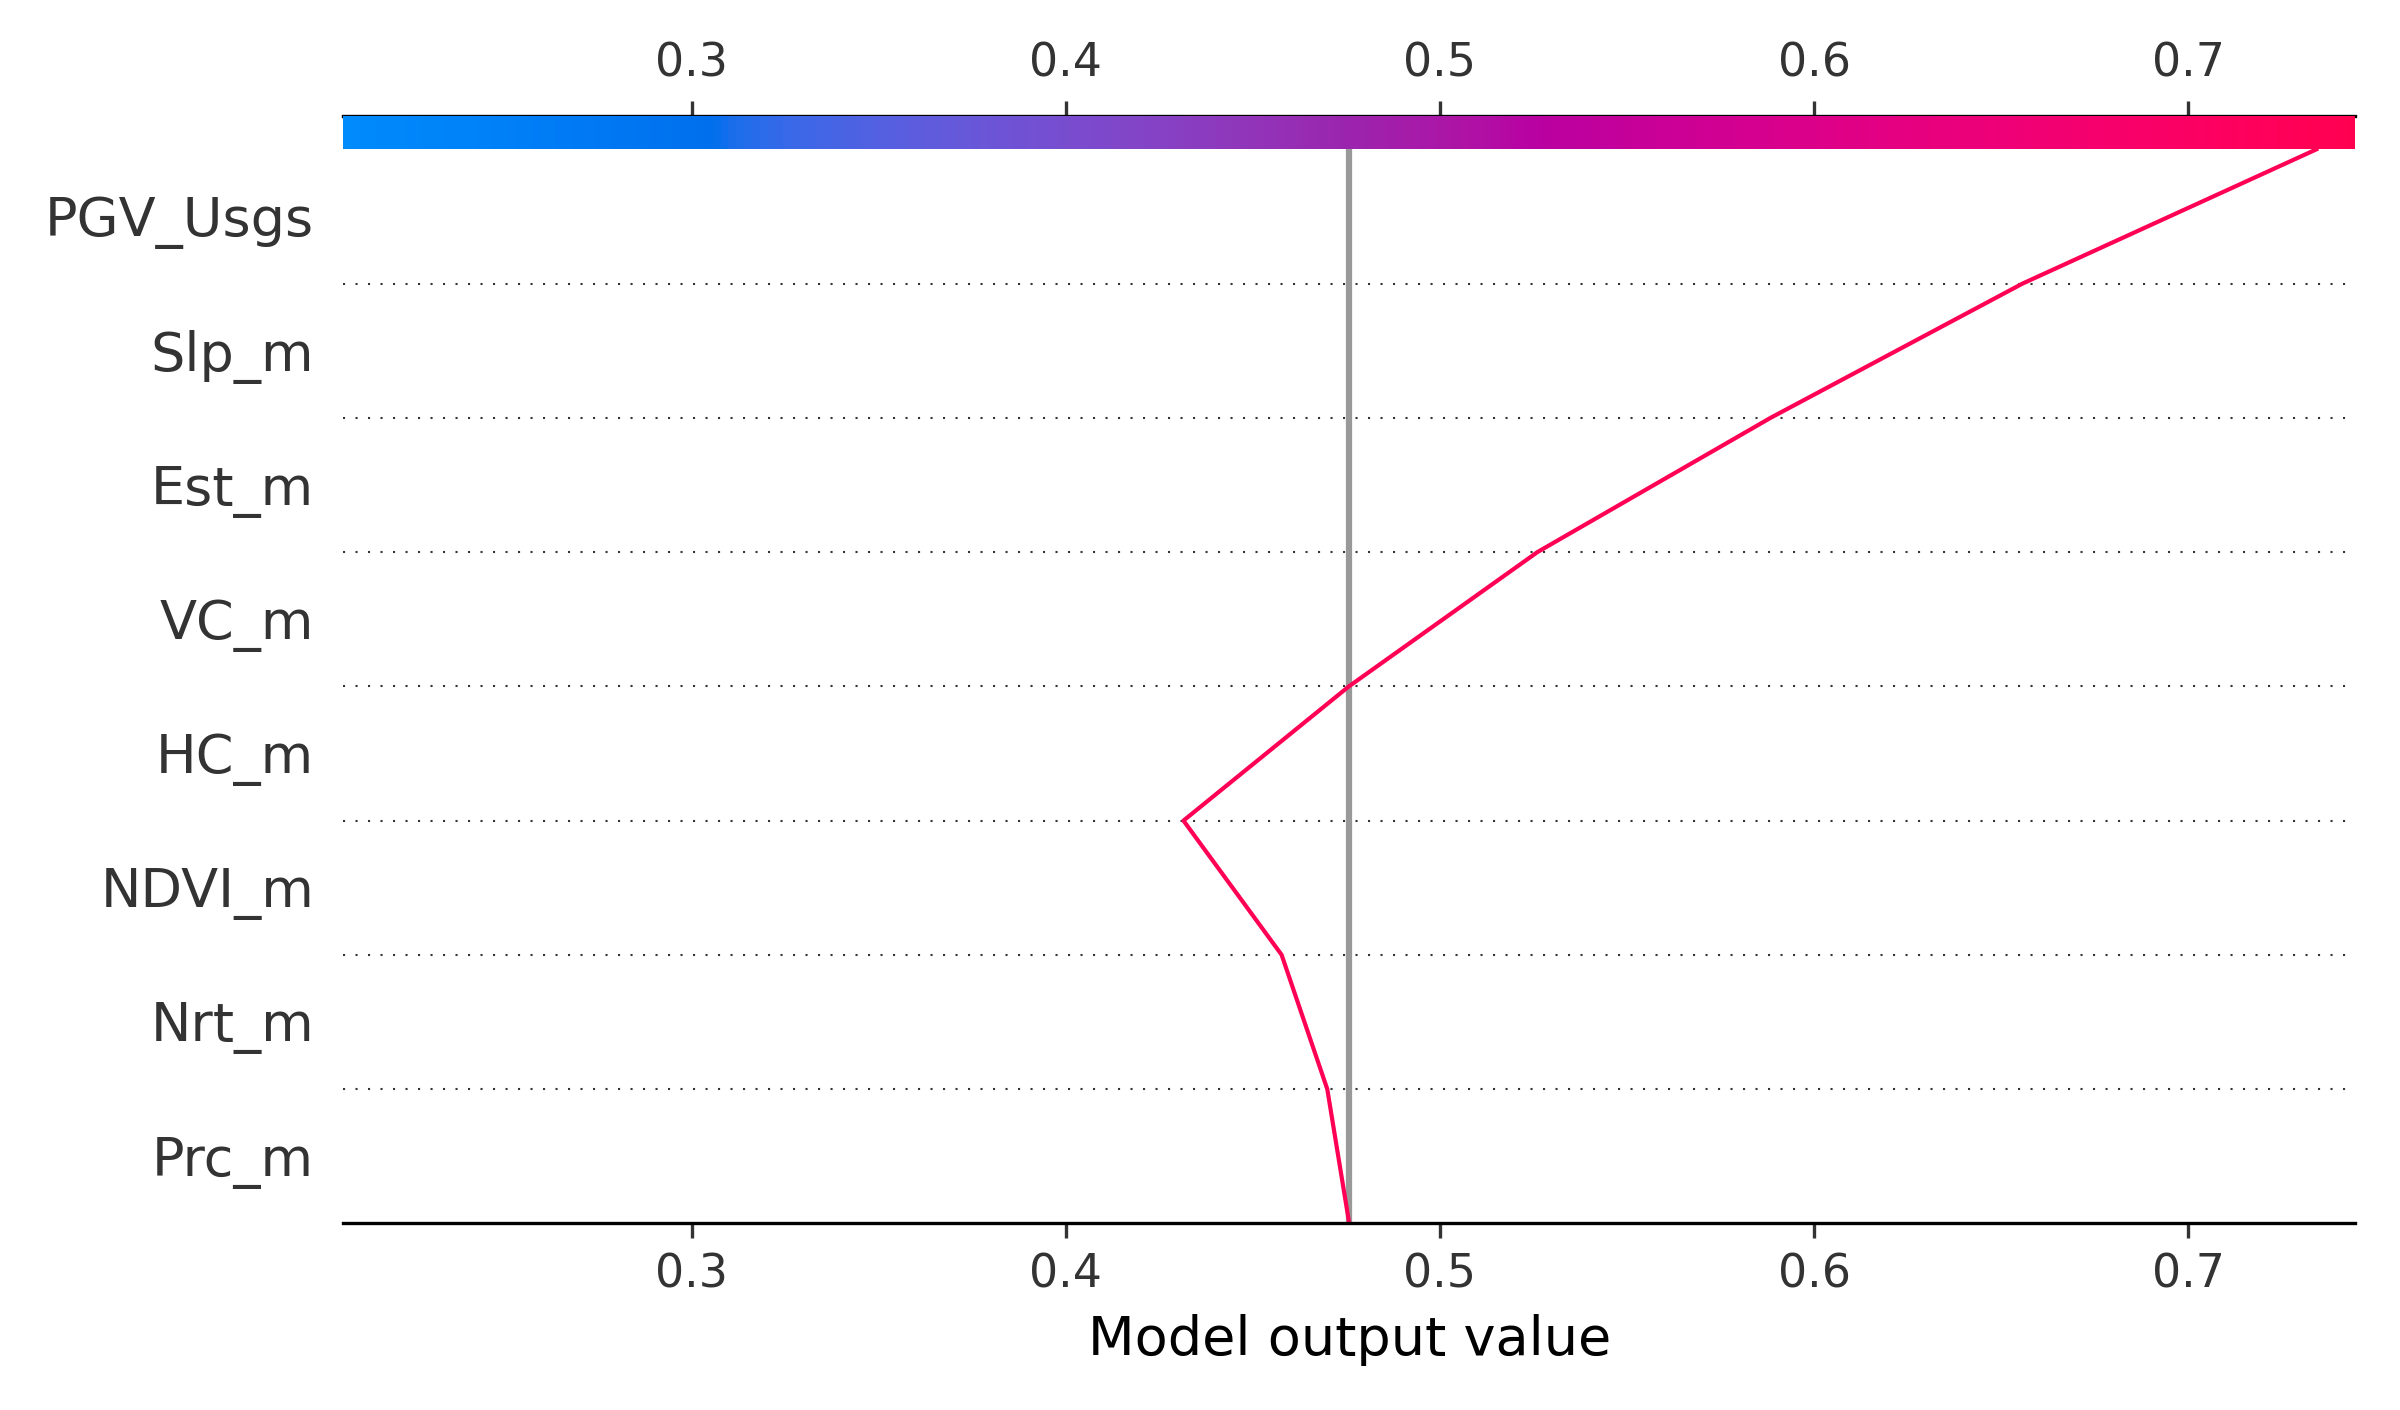 0.3 0.4 0.5 0.6 0.7
PGV_Usgs
Slp_m
Est_m
VC_m
HC_m
NDVI_m
Nrt_m
Prc_m
0.3 0.4 0.5 0.6 0.7
Model output value